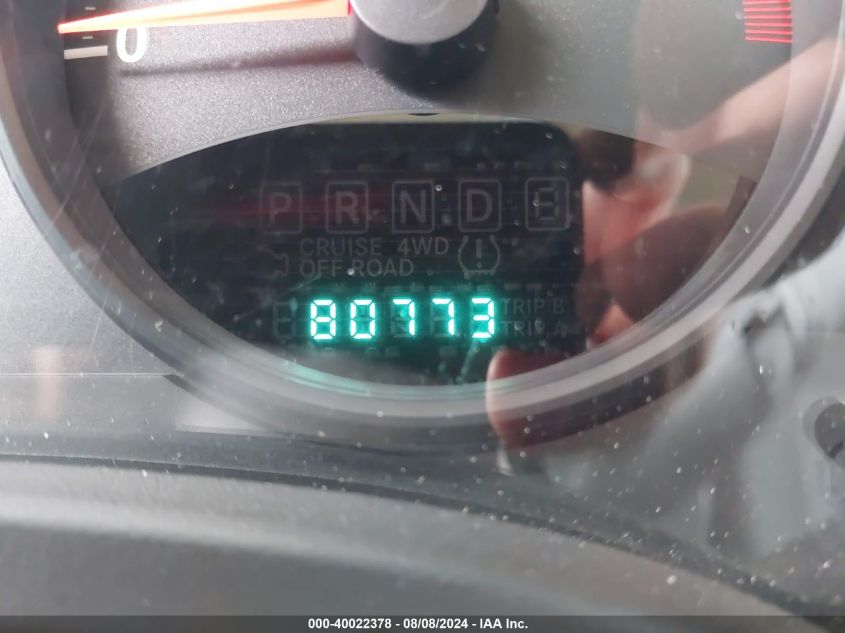 0
P R N D
CRUISE 4WD (!)
OFF ROAD
80773 TRIP B
TRIP A
000-40022378 - 08/08/2024 - IAA Inc.